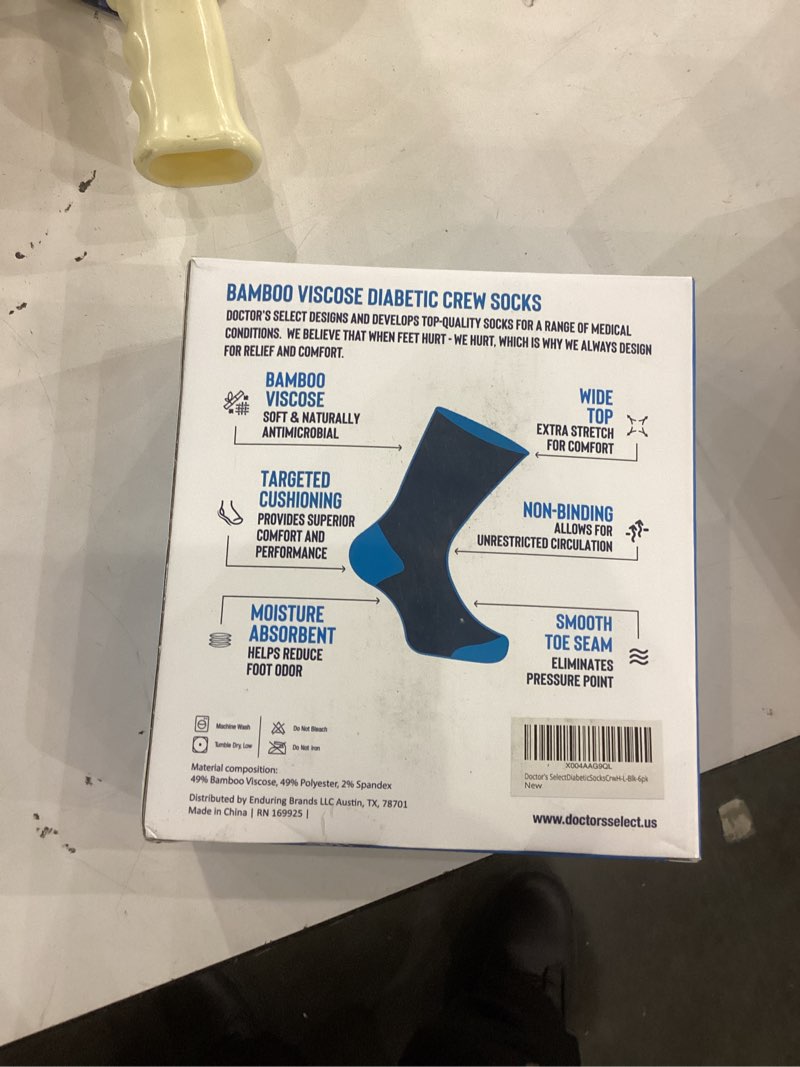 BAMBOO VISCOSE DIABETIC CREW SOCKS
DOCTOR'S SELECT DESIGNS AND DEVELOPS TOP-QUALITY SOCKS FOR A RANGE OF MEDICAL
CONDITIONS. WE BELIEVE THAT WHEN FEET HURT - WE HURT, WHICH IS WHY WE ALWAYS DESIGN
FOR RELIEF AND COMFORT.
BAMBOO
VISCOSE
SOFT & NATURALLY
ANTIMICROBIAL
WIDE
TOP
EXTRA STRETCH
FOR COMFORT
TARGETED
CUSHIONING
PROVIDES SUPERIOR
COMFORT AND
PERFORMANCE
NON-BINDING
ALLOWS FOR
UNRESTRICTED CIRCULATION
MOISTURE
ABSORBENT
HELPS REDUCE
FOOT ODOR
SMOOTH
TOE SEAM
ELIMINATES
PRESSURE POINT
Machine Wash
Do Not Bleach
Tumble Dry, Low
Do Not Iron
Material composition:
49% Bamboo Viscose, 49% Polyester, 2% Spandex
Distributed by Enduring Brands LLC Austin, TX, 78701
Made in China | RN 169925 |
X004AAG9QL
Doctor's SelectDiabeticSocksCrwH-L-Blk-6pk
New
www.doctorsselect.us